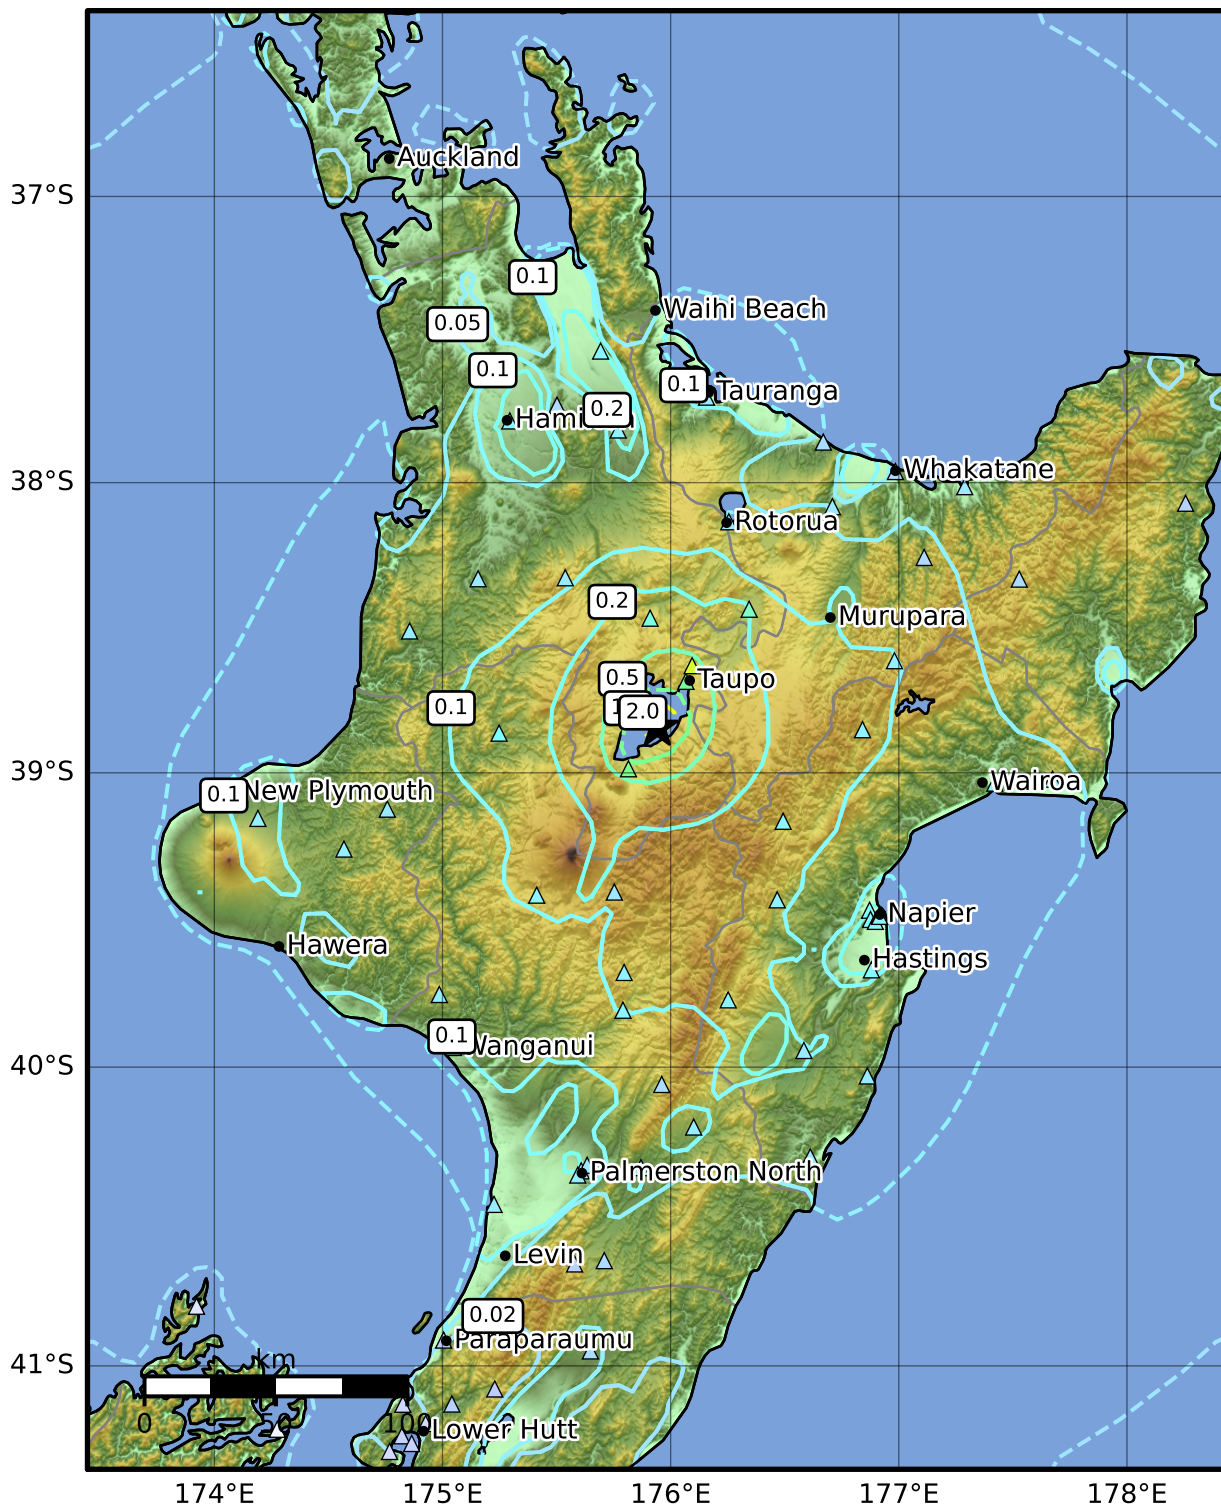 Auckland
37°S
0.1
Waihi Beach
0.05
0.1
0.1
Tauranga
0.2
Whakatane
38°S
Rotorua
0.2
Murupara
0.5
Taupo
0.1
2.0
39°S
Wairoa
New Plymouth
0.1
Napier
Hawera
Hastings
0.1
Wanganui
40°S
Palmerston North
Levin
0.02
Paraparaumu
km
41°S
0
50
100
Lower Hutt
174°E
175°E
176°E
177°E
178°E